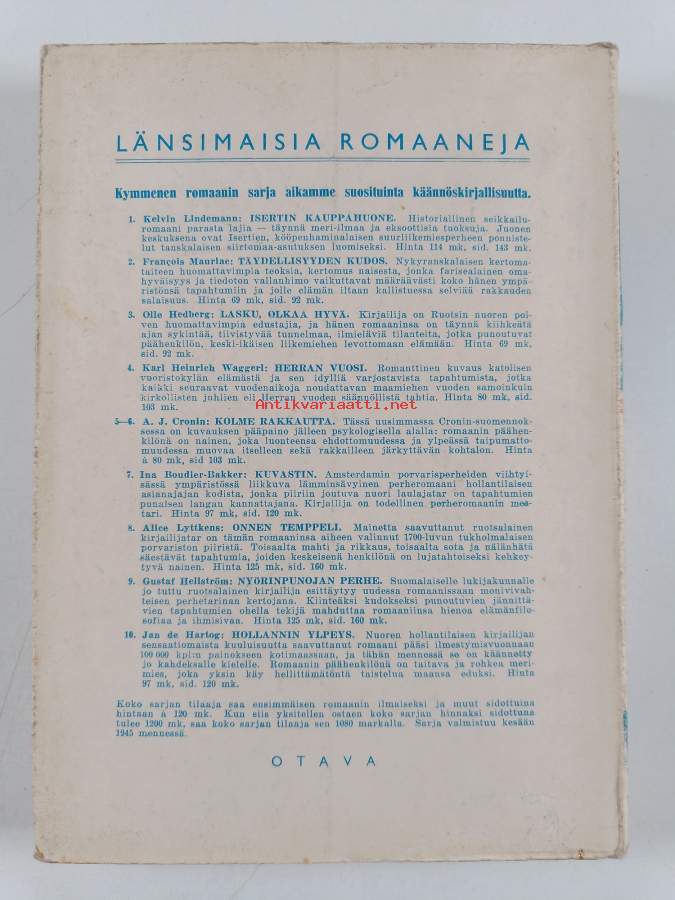 LÄNSIMAISIA ROMAANEJA
Kymmenen romaanin sarja aikamme suosituinta käännöskirjallisuutta.
1. Kelvin Lindemann: ISERTIN KAUPPAHUONE. Historiallinen seikkailu-
romaani parasta lajia — täynnä meri-ilmaa ja eksoottisia tuoksuja. Juonen
keskuksena ovat Isertien, kööpenhaminalaisen suurliikemiesperheen ponniste-
lut tanskalaisen siirtomaa-asutuksen luomiseksi. Hinta 114 mk, sid. 143 mk.
2. François Mauriac: TÄYDELLISYYDEN KUDOS. Nykyranskalaisen kertoma-
taiteen huomattavimpia teoksia, kertomus naisesta, jonka fariseaianen oma-
hyväisyys ja tiedoton vallanhimo vaikuttavat määräävästi koko hänen ympä-
ristönsä tapahtumiin ja jolle elämän iltaan kallistuessa selviää rakkauden
salaisuus. Hinta 69 mk, sid. 92 mk.
3. Olle Hedberg: LASKU, OLKAA HYVÄ. Kirjailija on Ruotsin nuoren pol-
ven huomattavimpia edustajia, ja hänen romaaninsa on täynnä kiihkeätä
ajan sykintää, tiivistyvää tunnelmaa, ilmieläviä tilanteita, jotka punoutuvat
päähenkilön, keski-ikäisen liikemiehen levottomaan elämään. Hinta 69 mk,
sid. 92 mk.
4. Karl Heinrich Waggerl: HERRAN VUOSI. Romanttinen kuvaus katolisen
vuoristokylän elämästä ja sen idylliä varjostavista tapahtumista, jotka
kaikki seuraavat vuodenaikoja noudattavan maamiehen vuoden samoinkuin
kirkollisten juhlien eli Herran vuoden säännöllistä tahtia. Hinta 80 mk, sid.
103 mk.
Antikvariaatti.net
5—6. A. J. Cronin: KOLME RAKKAUTTA. Tässä uusimmassa Cronin-suomennok-
sessa on kuvauksen pääpaino jälleen psykologisella alalla: romaanin päähen-
kilönä on nainen, joka luonteensa ehdottomuudessa ja ylpeässä taipumatto-
muudessa muovaa itselleen sekä rakkailleen järkyttävän kohtalon. Hinta
à 80 mk, sid 103 mk.
7. Ina Boudier-Bakker: KUVASTIN. Amsterdamin porvarisperheiden viihtyi-
sässä ympäristössä liikkuva lämminsävyinen perheromaani hollantilaisen
asianajajan kodista, jonka piiriin joutuva nuori laulajatar on tapahtumien
punaisen langan kannattajana. Kirjailija on todellinen perheromaanin mes-
tari. Hinta 97 mk, sid. 120 mk.
8. Alice Lyttkens: ONNEN TEMPPELI. Mainetta saavuttanut ruotsalainen
kirjailijatar on tämän romaaninsa aiheen valinnut 1700-luvun tukholmalaisen
porvariston piiristä. Toisaalta mahti ja rikkaus, toisaalta sota ja nälänhätä
säestävät tapahtumia, joiden keskeisenä henkilönä on lujatahtoiseksi kehkey-
tyvä nainen. Hinta 125 mk, sid. 160 mk.
9. Gustaf Hellström: NYÖRINPUNOJAN PERHE. Suomalaiselle lukijakunnalle
jo tuttu ruotsalainen kirjailija esittäytyy uudessa romaanissaan monivivah-
teisen perhetarinan kertojana. Kiinteäksi kudokseksi punoutuvien jännittä-
vien tapahtumien ohella tekijä mahduttaa romaaniinsa hienoa elämänfilo-
sofiaa ja ihmisivaa. Hinta 125 mk, sid. 160 mk.
10. Jan de Hartog: HOLLANNIN YLPEYS. Nuoren hollantilaisen kirjailijan
sensaatiomaista kuuluisuutta saavuttanut romaani pääsi ilmestymisvuonaan
100 000 kpl:n painokseen kotimaassaan, ja tähän mennessä se on käännetty
jo kahdeksalle kielelle. Romaanin päähenkilönä on taitava ja rohkea meri-
mies, joka yksin käy hellittämätöntä taistelua maansa eduksi. Hinta
97 mk, sid. 120 mk.
Koko sarjan tilaaja saa ensimmäisen romaanin ilmaiseksi ja muut sidottuina
hintaan à 120 mk. Kun siis yksitellen ostaen koko sarjan hinnaksi sidottuna
tulee 1200 mk, saa koko sarjan tilaaja sen 1080 markalla. Sarja valmistuu kesään
1945 mennessä.
OTAVA